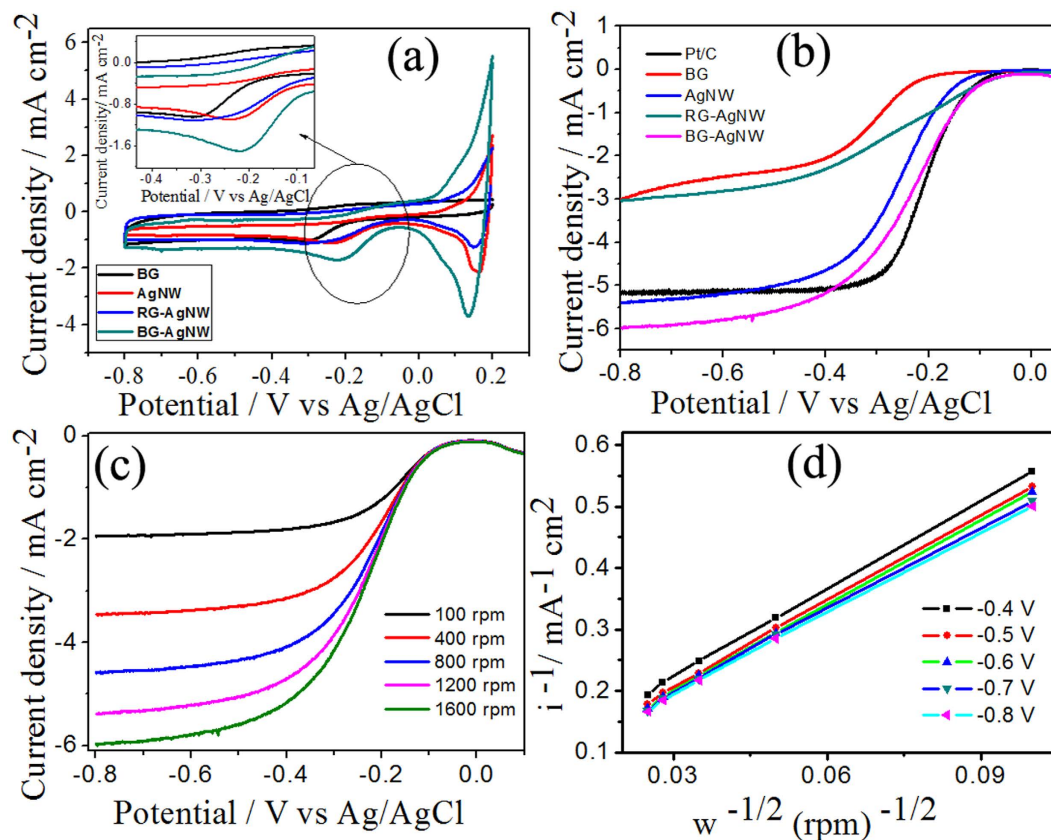 (a)
Current density / mA cm-2
6
4
2
0
-2
-4
-0.8 -0.6 -0.4 -0.2 0.0 0.2
Potential / V vs Ag/AgCl
Current density/ mA cm-2
0.0
-0.8
-1.6
-0.4 -0.3 -0.2 -0.1
Potential / V vs Ag/AgCl
BG
AgNW
RG-AgNW
BG-AgNW
(b)
Current density / mA cm-2
0
-1
-2
-3
-4
-5
-6
-0.8 -0.6 -0.4 -0.2 0.0
Potential / V vs Ag/AgCl
Pt/C
BG
AgNW
RG-AgNW
BG-AgNW
(c)
Current density / mA cm-2
0
-2
-4
-6
-0.8 -0.6 -0.4 -0.2 0.0
Potential / V vs Ag/AgCl
100 rpm
400 rpm
800 rpm
1200 rpm
1600 rpm
(d)
i -1/ mA-1 cm2
0.6
0.5
0.4
0.3
0.2
0.1
0.03 0.06 0.09
w -1/2 (rpm) -1/2
-0.4 V
-0.5 V
-0.6 V
-0.7 V
-0.8 V